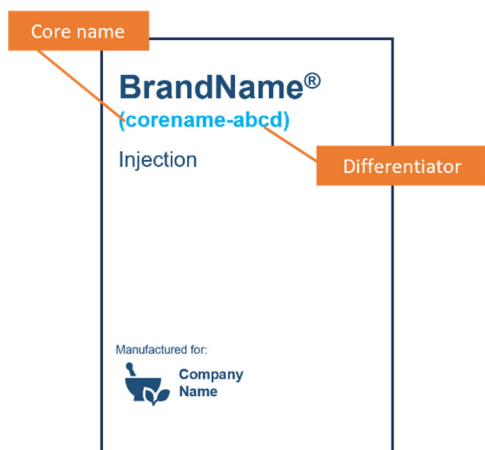 Core name
BrandName®
(corename-abcd)
Injection
Differentiator
Manufactured for:
Company
Name